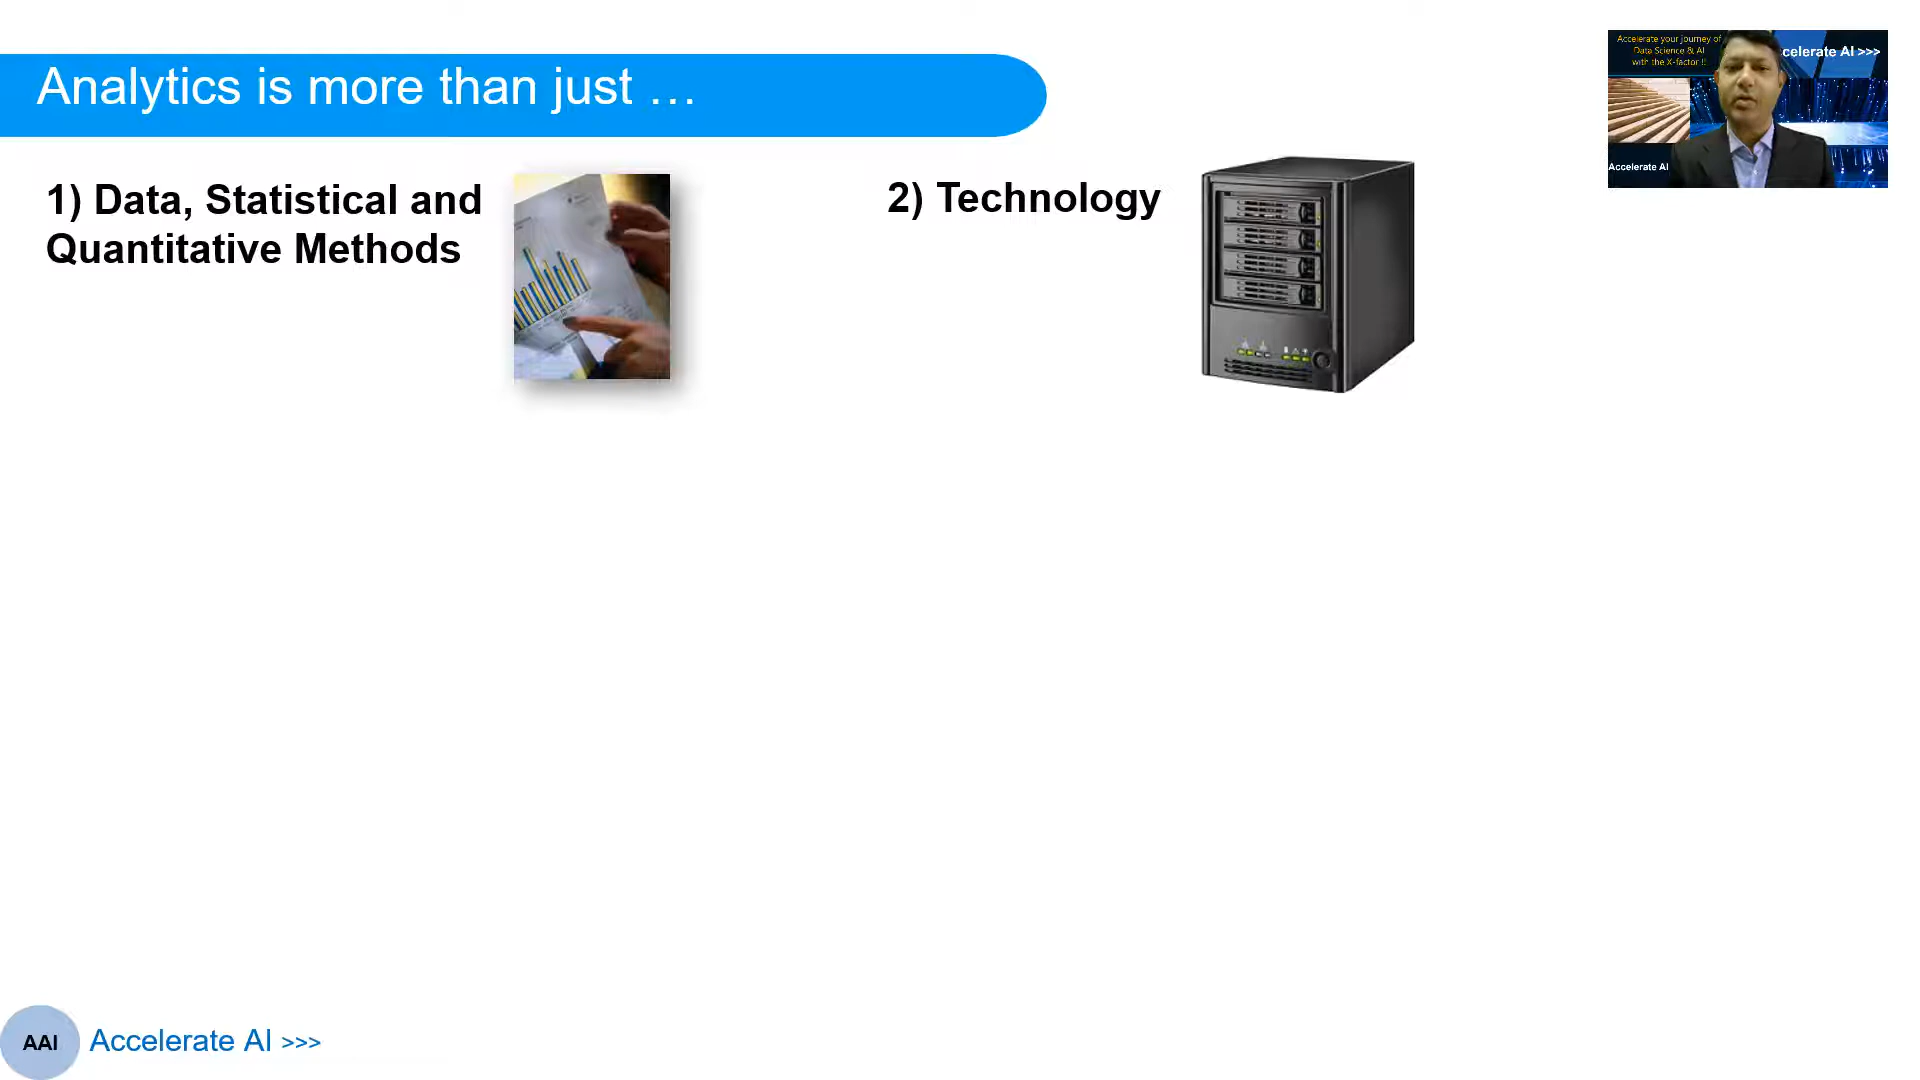 Analytics is more than just …
Accelerate your journey of
Data Science & AI
with the X-factor !!
celerate AI >>>
Accelerate AI
1) Data, Statistical and
Quantitative Methods
2) Technology
AAI
Accelerate AI >>>